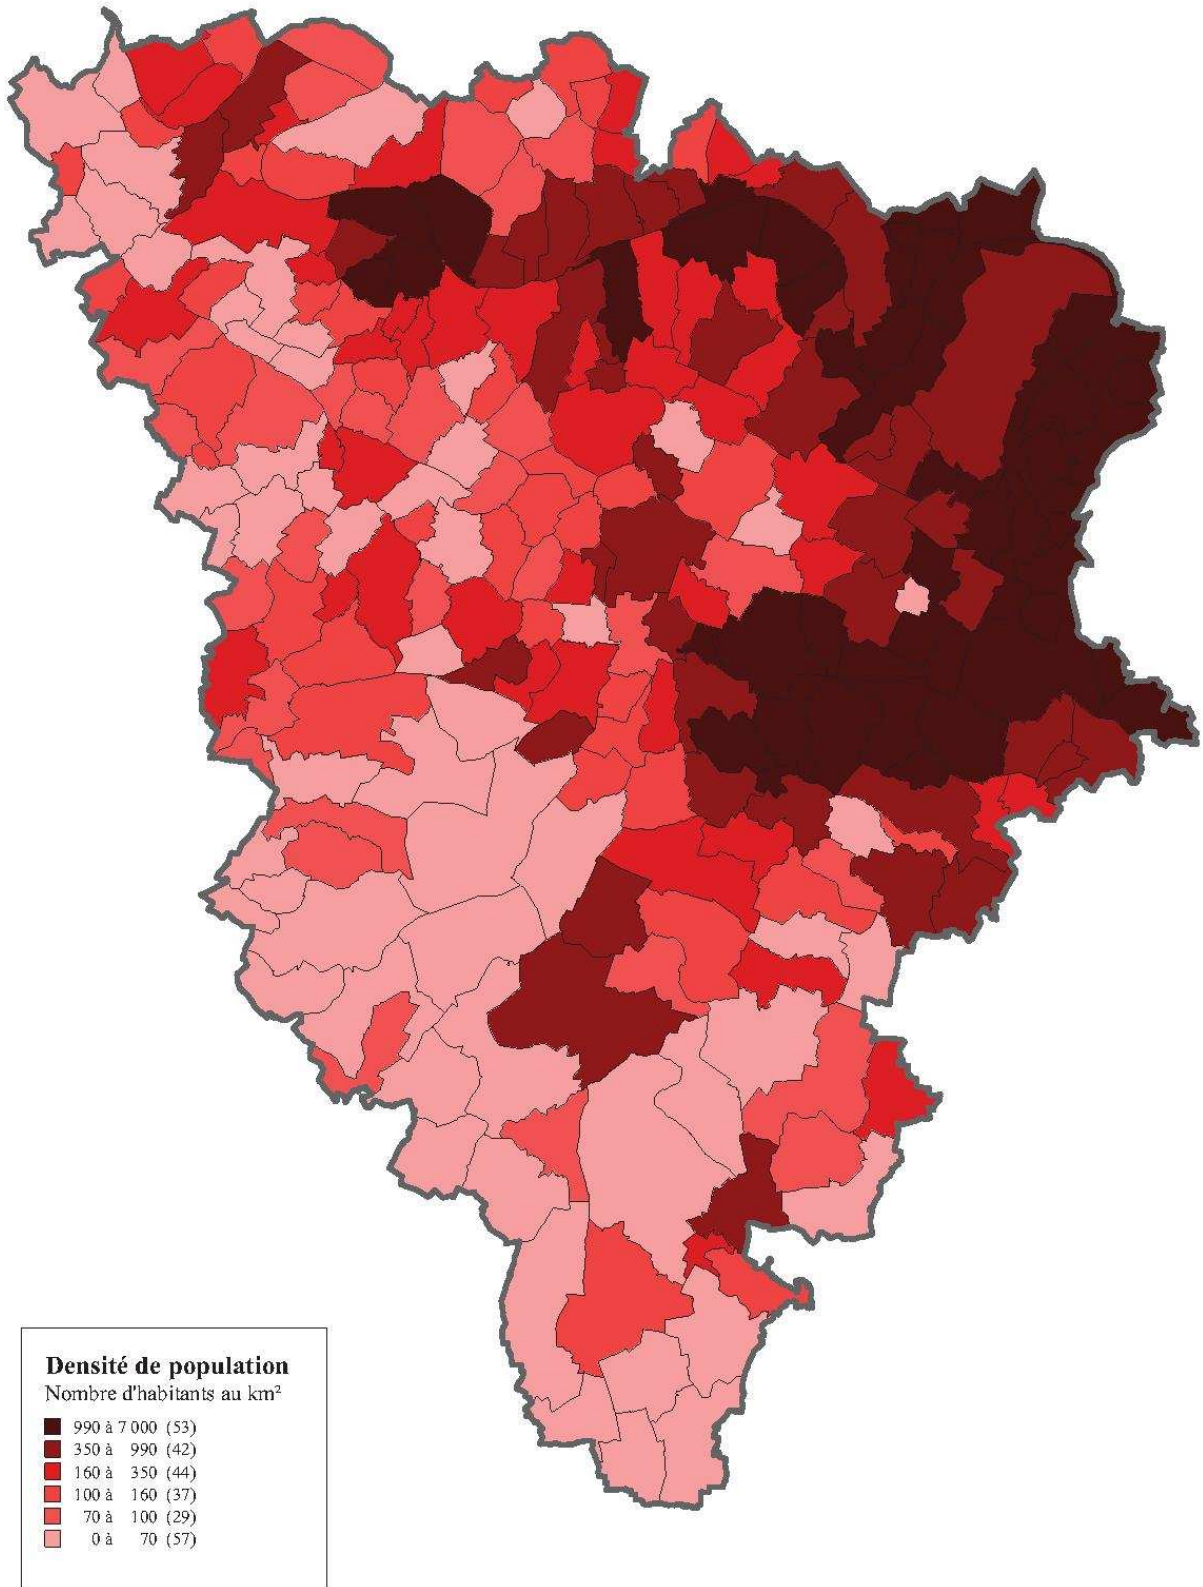 Densité de population
Nombre d'habitants au km²
990 à 7 000 (53)
350 à 990 (42)
160 à 350 (44)
100 à 160 (37)
70 à 100 (29)
0 à 70 (57)